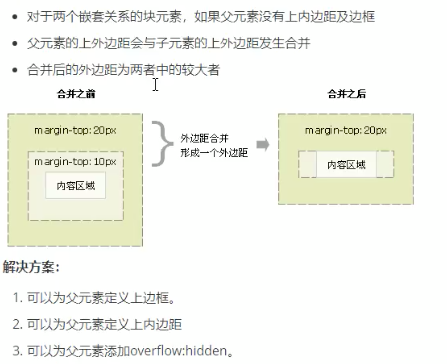 对于两个嵌套关系的块元素，如果父元素没有上内边距及边框
父元素的上外边距会与子元素的上外边距发生合并
合并后的外边距为两者中的较大者
合并之前
合并之后
margin-top: 20px
margin-top: 10px
内容区域
外边距合并
形成一个外边距
margin-top: 20px
内容区域
解决方案：
1. 可以为父元素定义上边框。
2. 可以为父元素定义上内边距
3. 可以为父元素添加overflow:hidden。